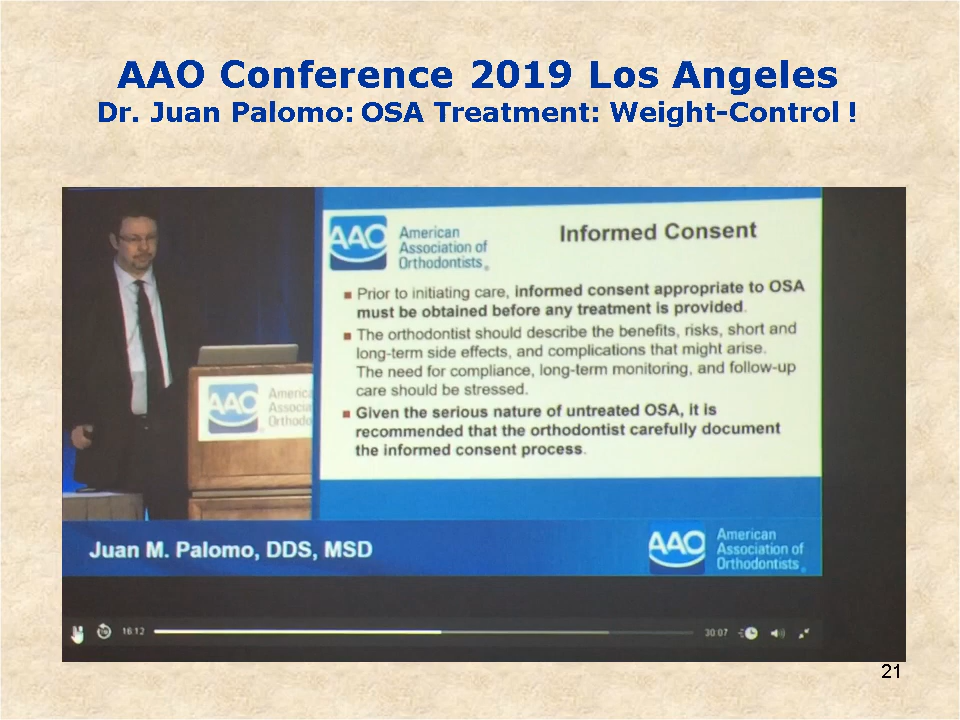 AAO Conference 2019 Los Angeles
Dr. Juan Palomo: OSA Treatment: Weight-Control !
AAO
American
Association of
Orthodontists
Informed Consent
Prior to initiating care, informed consent appropriate to OSA
must be obtained before any treatment is provided.
The orthodontist should describe the benefits, risks, short and
long-term side effects, and complications that might arise.
The need for compliance, long-term monitoring, and follow-up
care should be stressed.
Given the serious nature of untreated OSA, it is
recommended that the orthodontist carefully document
the informed consent process.
AAO
Americ
Associa
Orthodo
Juan M. Palomo, DDS, MSD
AAO
American
Association of
Orthodontists
16:12
30:07
21